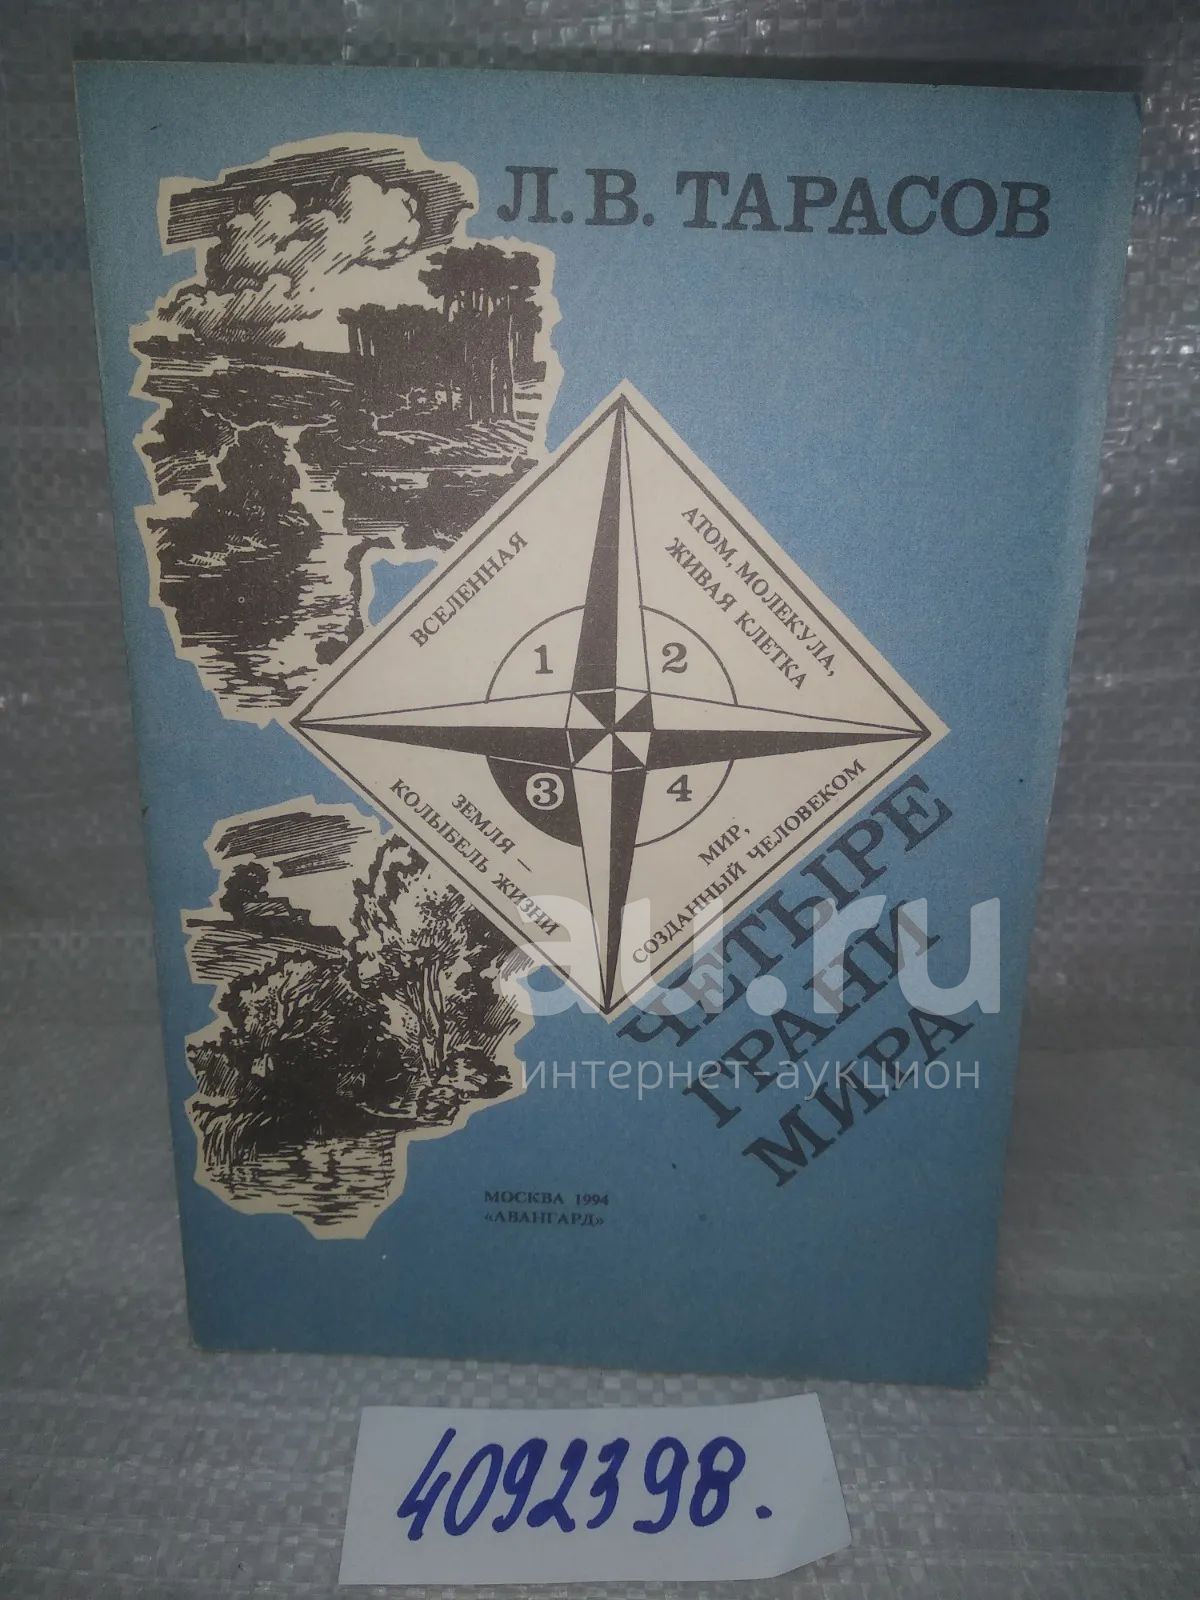 Л. В. ТАРАСОВ
ВСЕЛЕННАЯ
АТОМ, МОЛЕКУЛА,
ЖИВАЯ КЛЕТКА
1
2
3
4
ЗЕМЛЯ –
КОЛЫБЕЛЬ ЖИЗНИ
МИР,
СОЗДАННЫЙ ЧЕЛОВЕКОМ
ЧЕТЫРЕ
ГРАНИ
МИРА
au.ru
интернет-аукцион
МОСКВА 1994
«АВАНГАРД»
4092398.